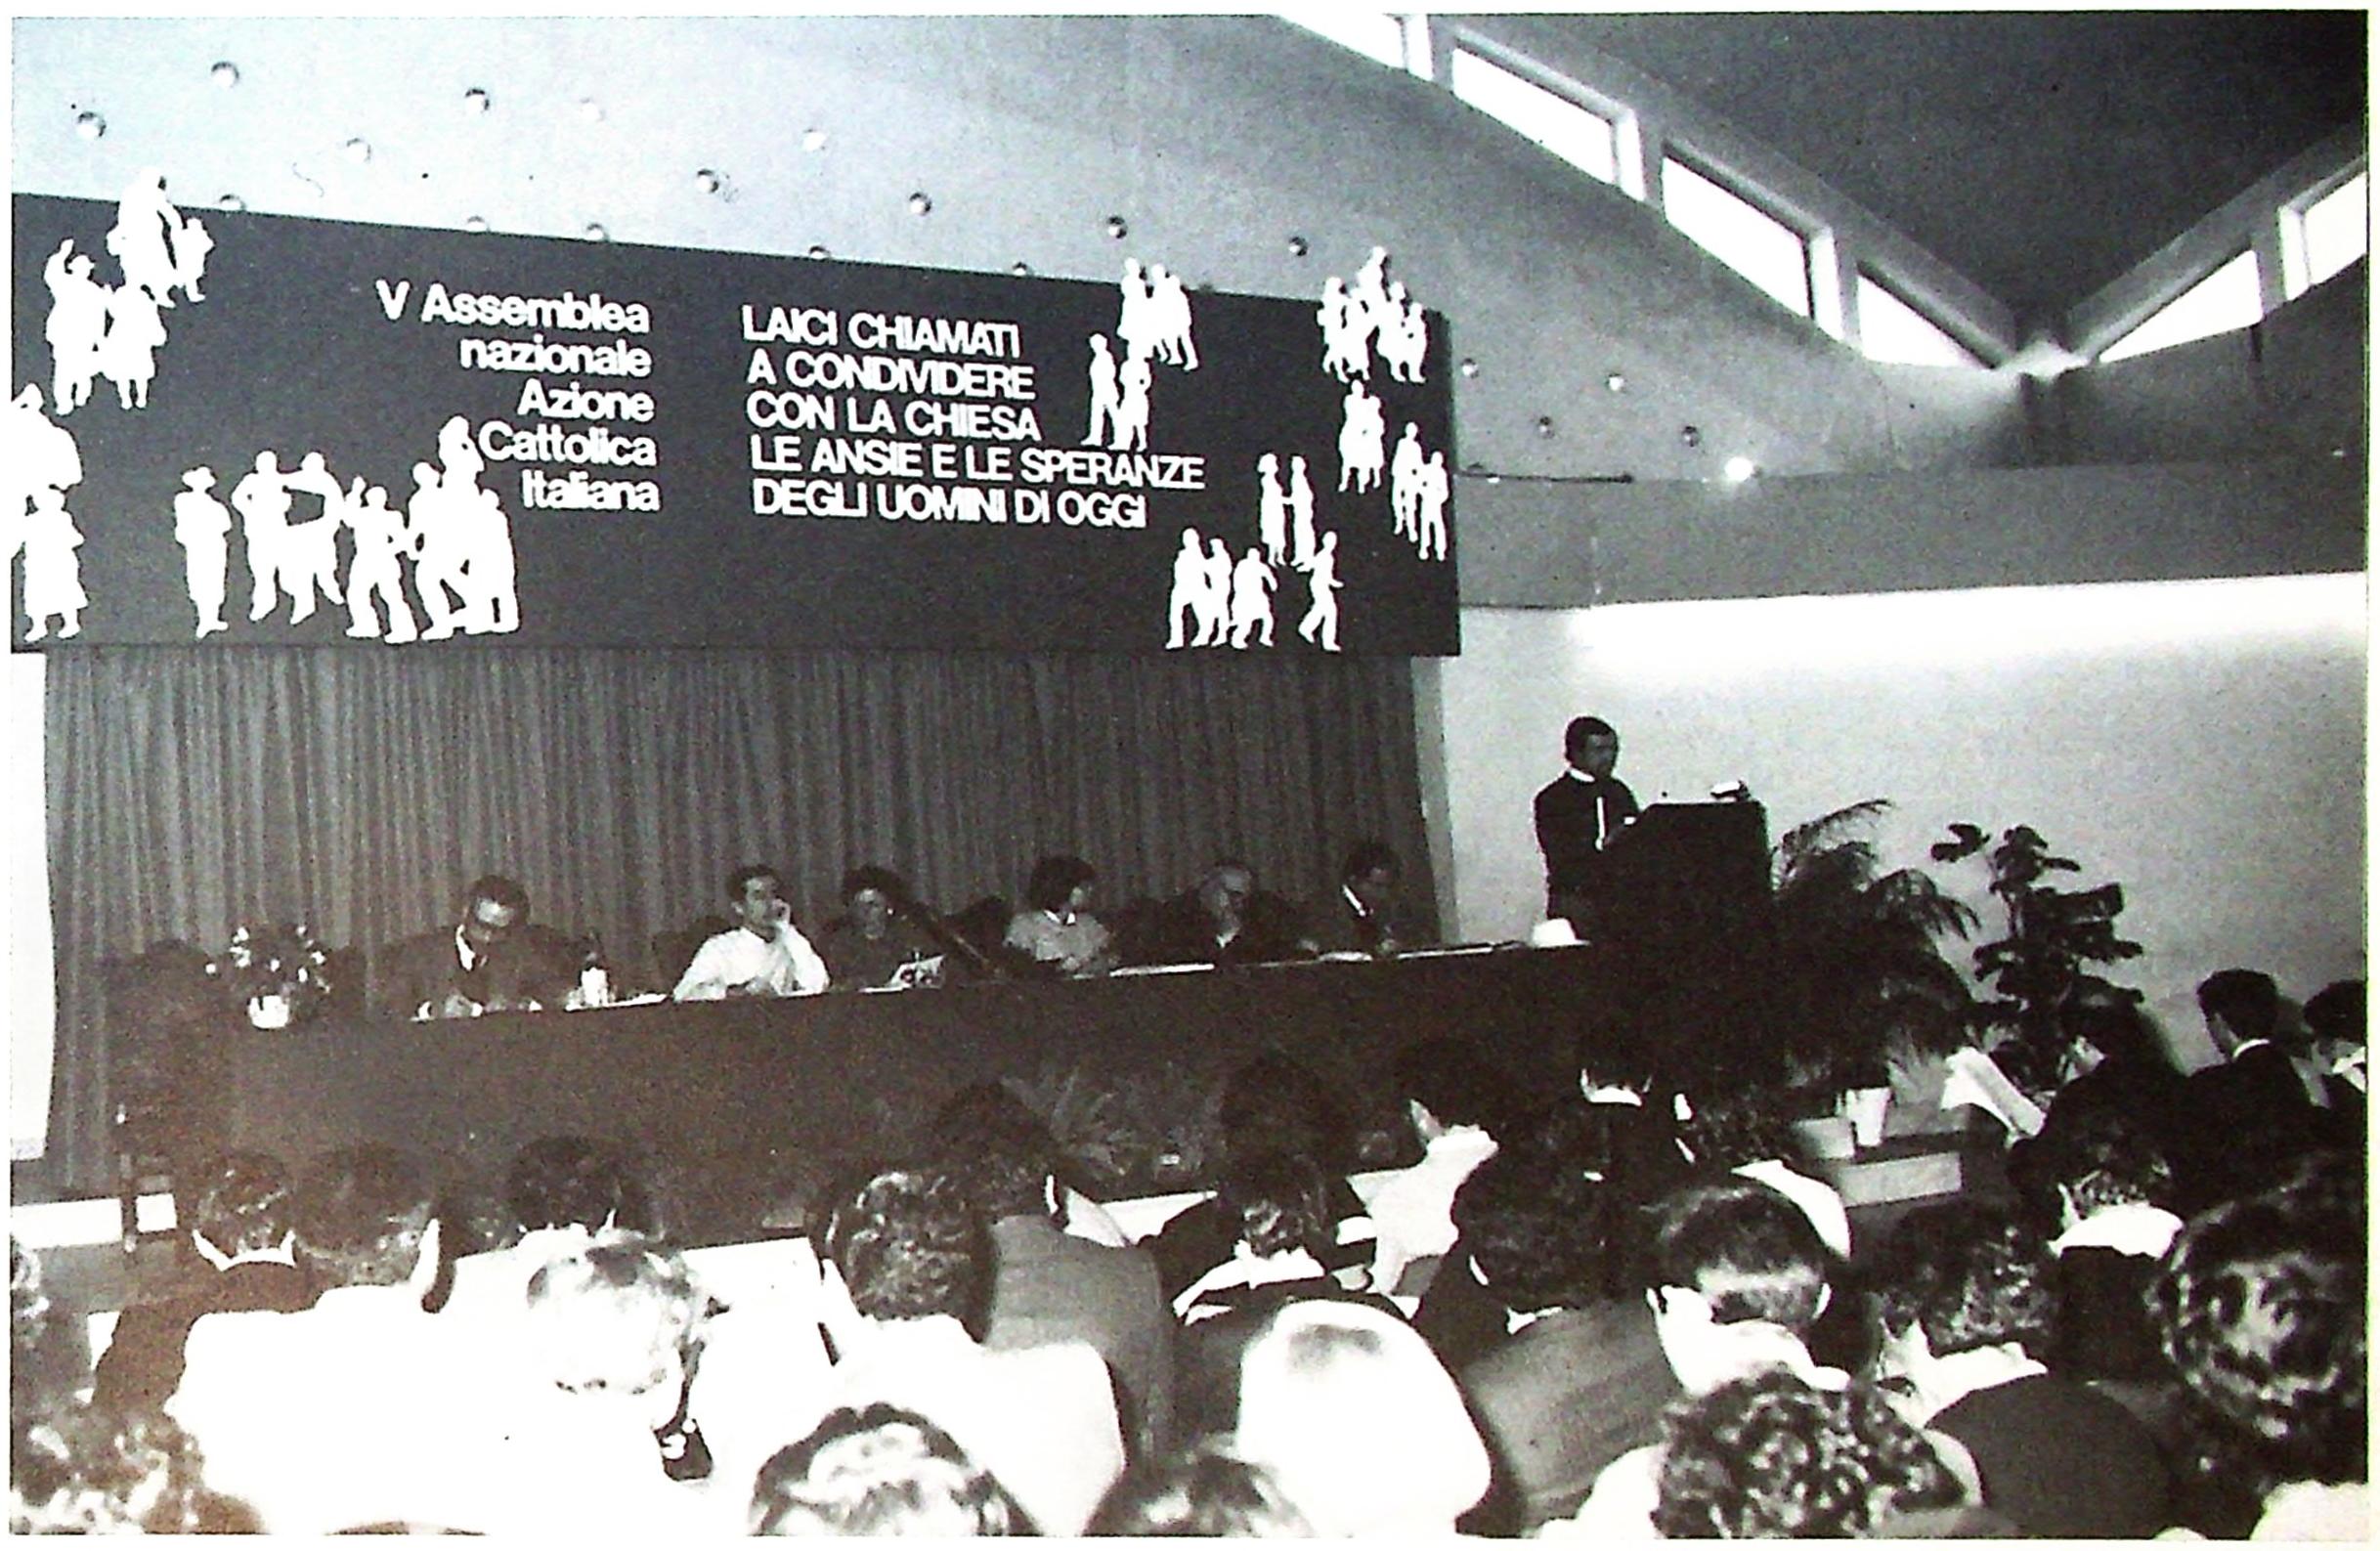 V Assemblea
nazionale
Azione
Cattolica
Italiana
LAICI CHIAMATI
A CONDIVIDERE
CON LA CHIESA
LE ANSIE E LE SPERANZE
DEGLI UOMINI DI OGGI